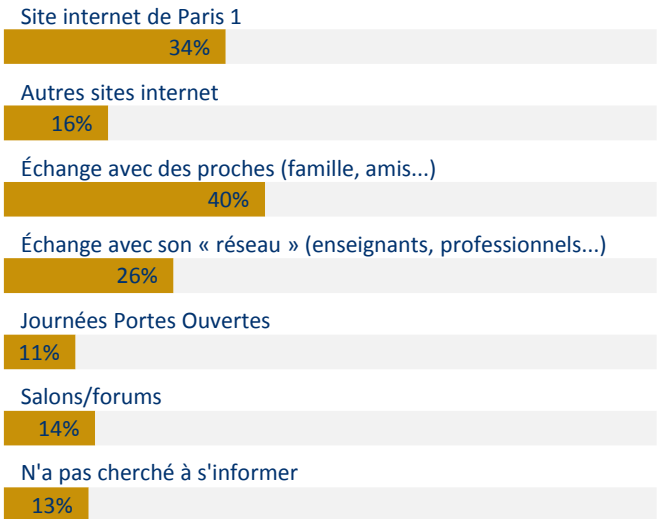 Site internet de Paris 1
34%
Autres sites internet
16%
Échange avec des proches (famille, amis...)
40%
Échange avec son « réseau » (enseignants, professionnels...)
26%
Journées Portes Ouvertes
11%
Salons/forums
14%
N'a pas cherché à s'informer
13%